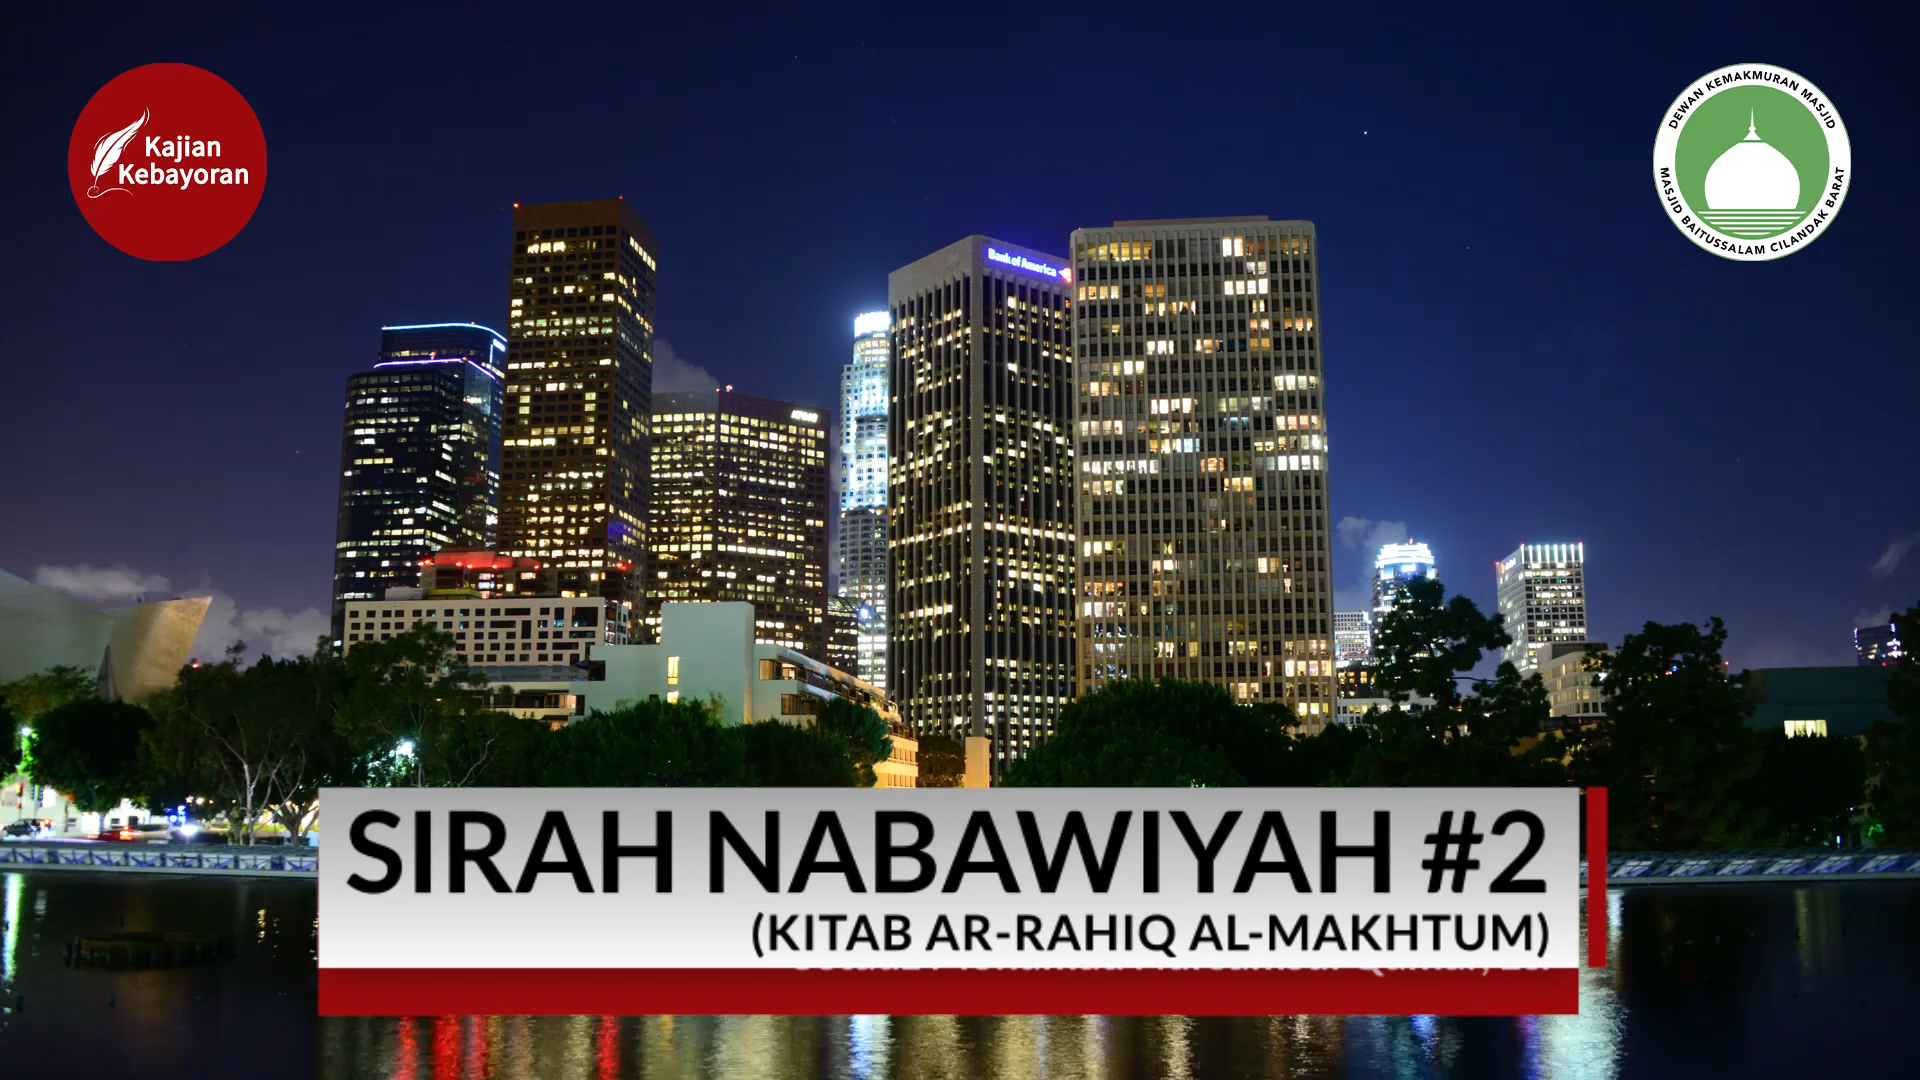 Kajian
Kebayoran
DEWAN KEMAKMURAN MASJID
MASJID BAITUSSALAM CILANDAK BARAT
Bank of America
SIRAH NABAWIYAH #2
(KITAB AR-RAHIQ AL-MAKHTUM)